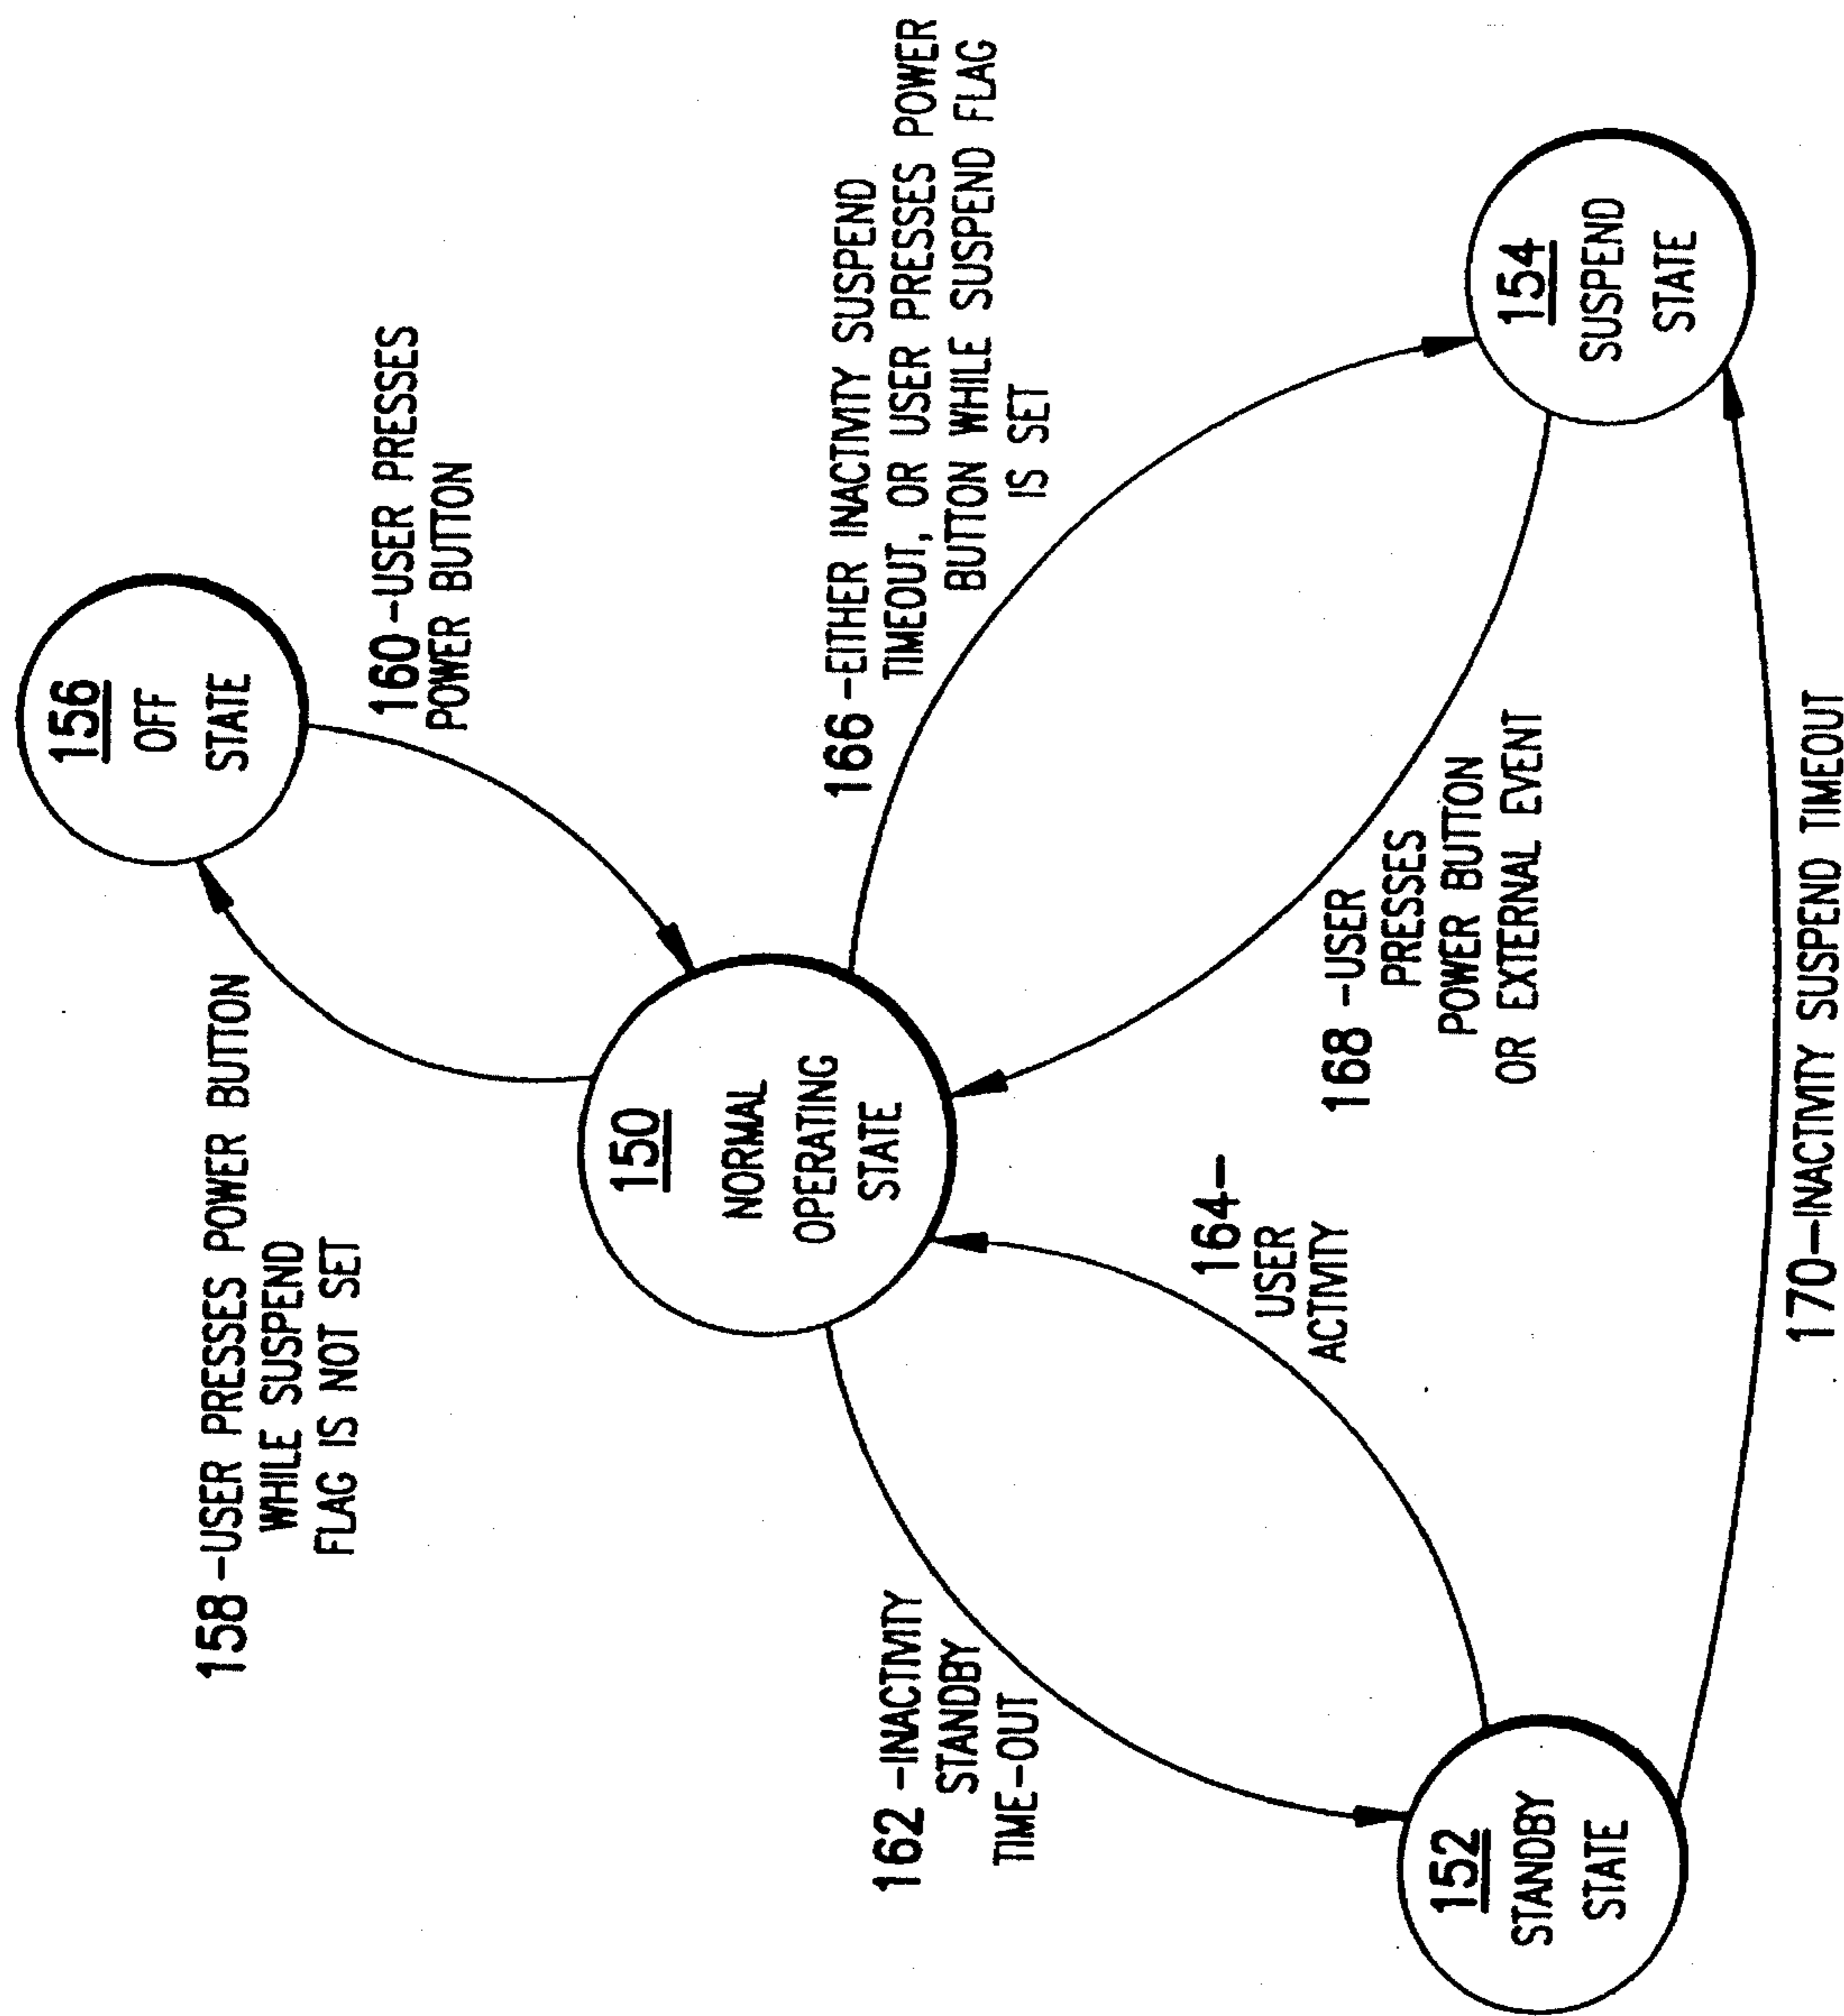 158-USER PRESSES POWER BUTTON
WHILE SUSPEND
FLAG IS NOT SET
156
OFF
STATE
160-USER PRESSES
POWER BUTTON
150
NORMAL
OPERATING
STATE
162-INACTIVITY
STANDBY
TIME-OUT
166-EITHER INACTIVITY SUSPEND
TIMEOUT, OR USER PRESSES POWER
BUTTON WHILE SUSPEND FLAG
IS SET
164-
USER
ACTIVITY
168-USER
PRESSES
POWER BUTTON
OR EXTERNAL EVENT
152
STANDBY
STATE
154
SUSPEND
STATE
170-INACTIVITY SUSPEND TIMEOUT